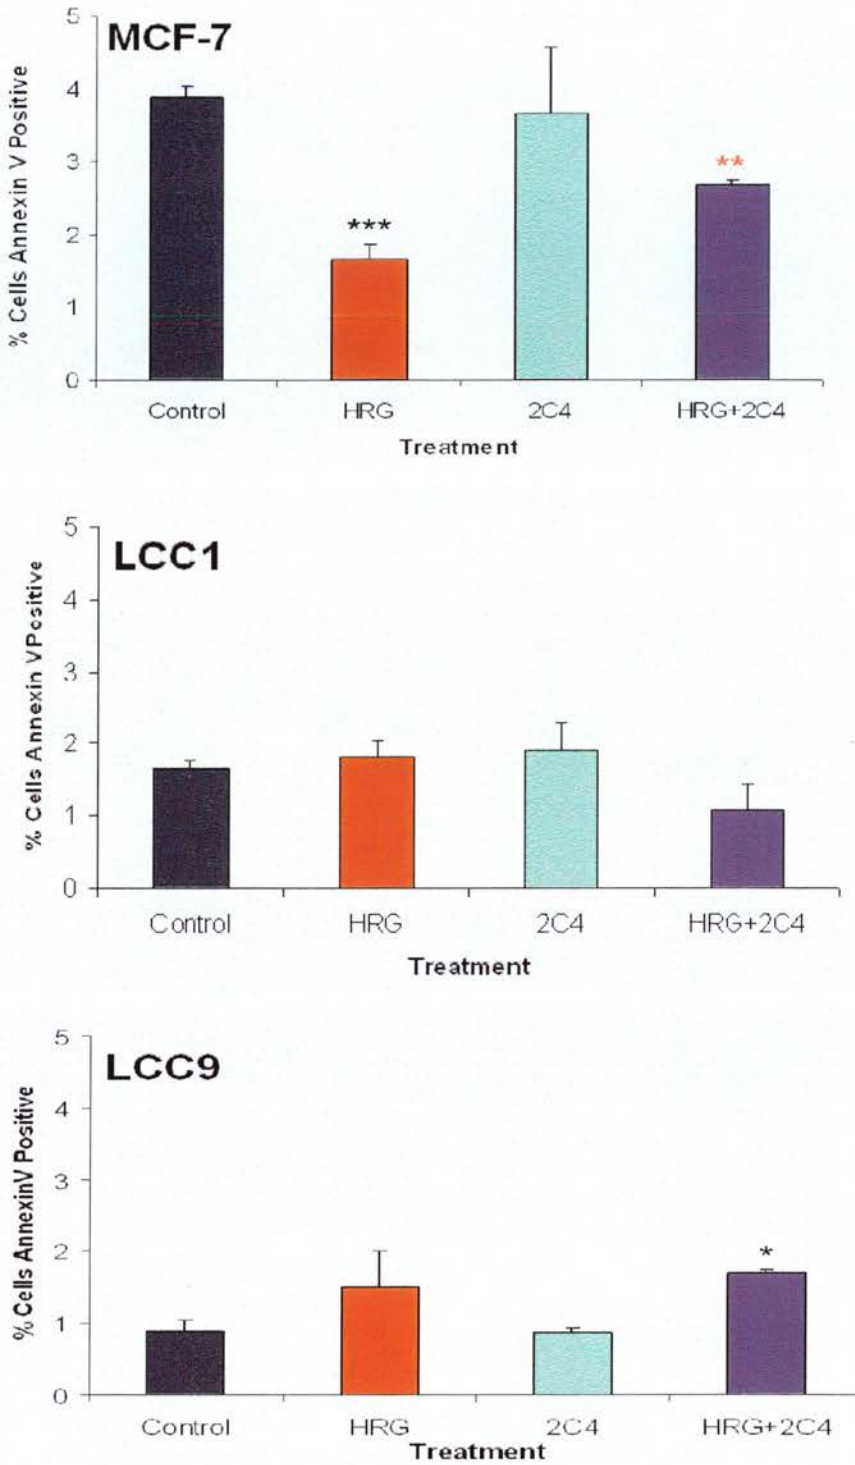 MCF-7
% Cells Annexin V Positive
5
4
3
2
1
0
***
**
Control HRG 2C4 HRG+2C4
Treatment
LCC1
% Cells Annexin VPositive
5
4
3
2
1
0
Control HRG 2C4 HRG+2C4
Treatment
LCC9
% Cells AnnexinV Positive
5
4
3
2
1
0
*
Control HRG 2C4 HRG+2C4
Treatment